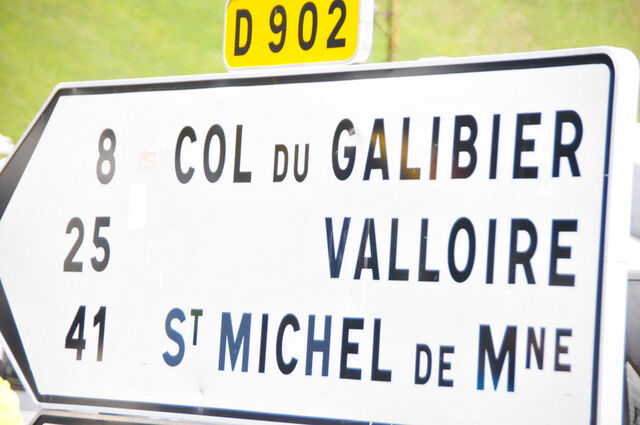 D 902
8 COL DU GALIBIER
25 VALLOIRE
41 ST MICHEL DE MNE